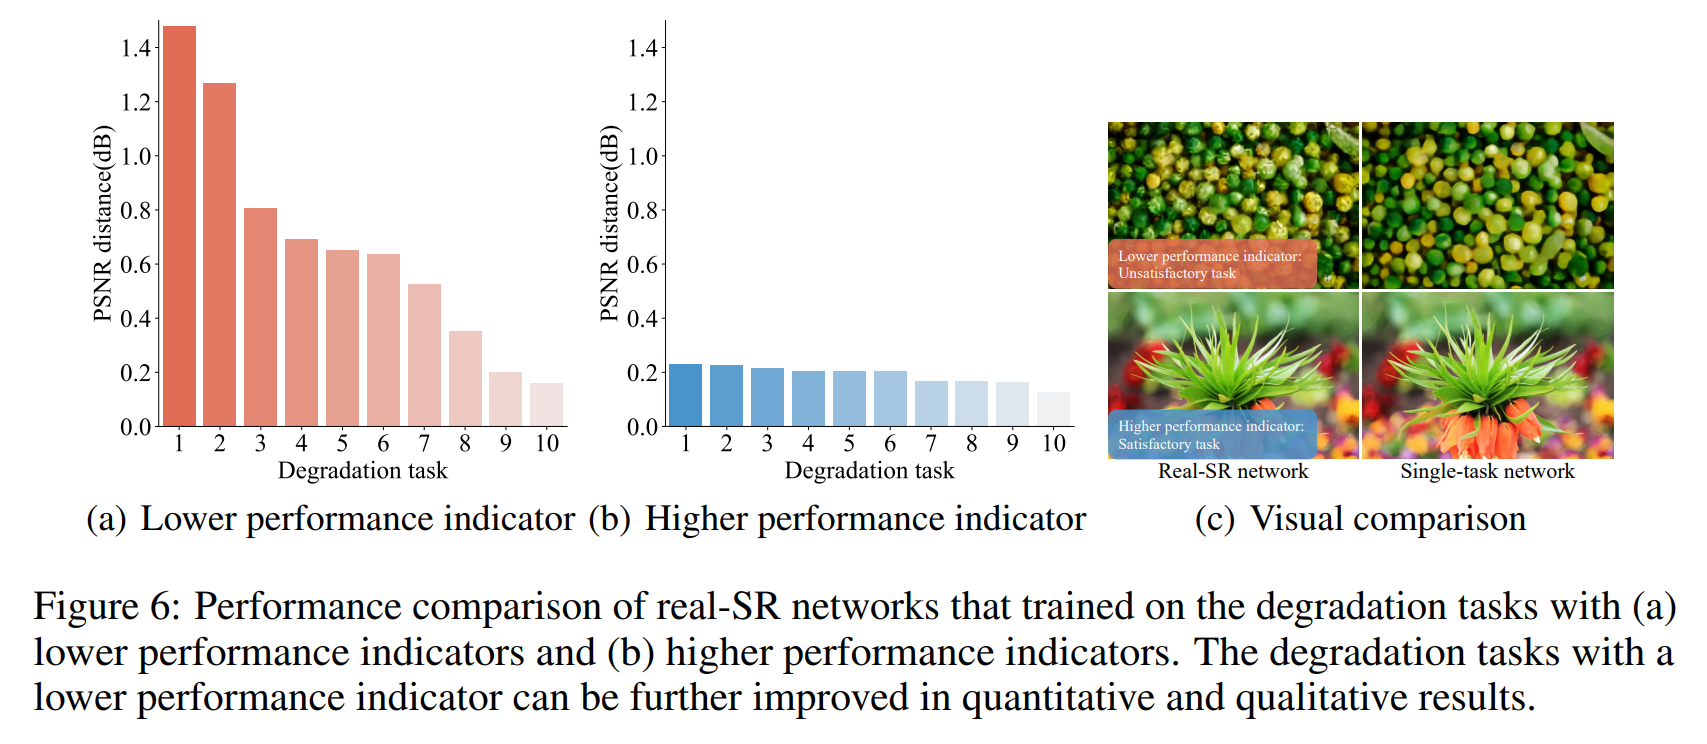 1.4
1.2
1.0
0.8
0.6
0.4
0.2
0.0
PSNR distance(dB)
1 2 3 4 5 6 7 8 9 10
Degradation task
(a) Lower performance indicator
1.4
1.2
1.0
0.8
0.6
0.4
0.2
0.0
PSNR distance(dB)
1 2 3 4 5 6 7 8 9 10
Degradation task
(b) Higher performance indicator
Lower performance indicator:
Unsatisfactory task
Higher performance indicator:
Satisfactory task
Real-SR network
Single-task network
(c) Visual comparison
Figure 6: Performance comparison of real-SR networks that trained on the degradation tasks with (a)
lower performance indicators and (b) higher performance indicators. The degradation tasks with a
lower performance indicator can be further improved in quantitative and qualitative results.